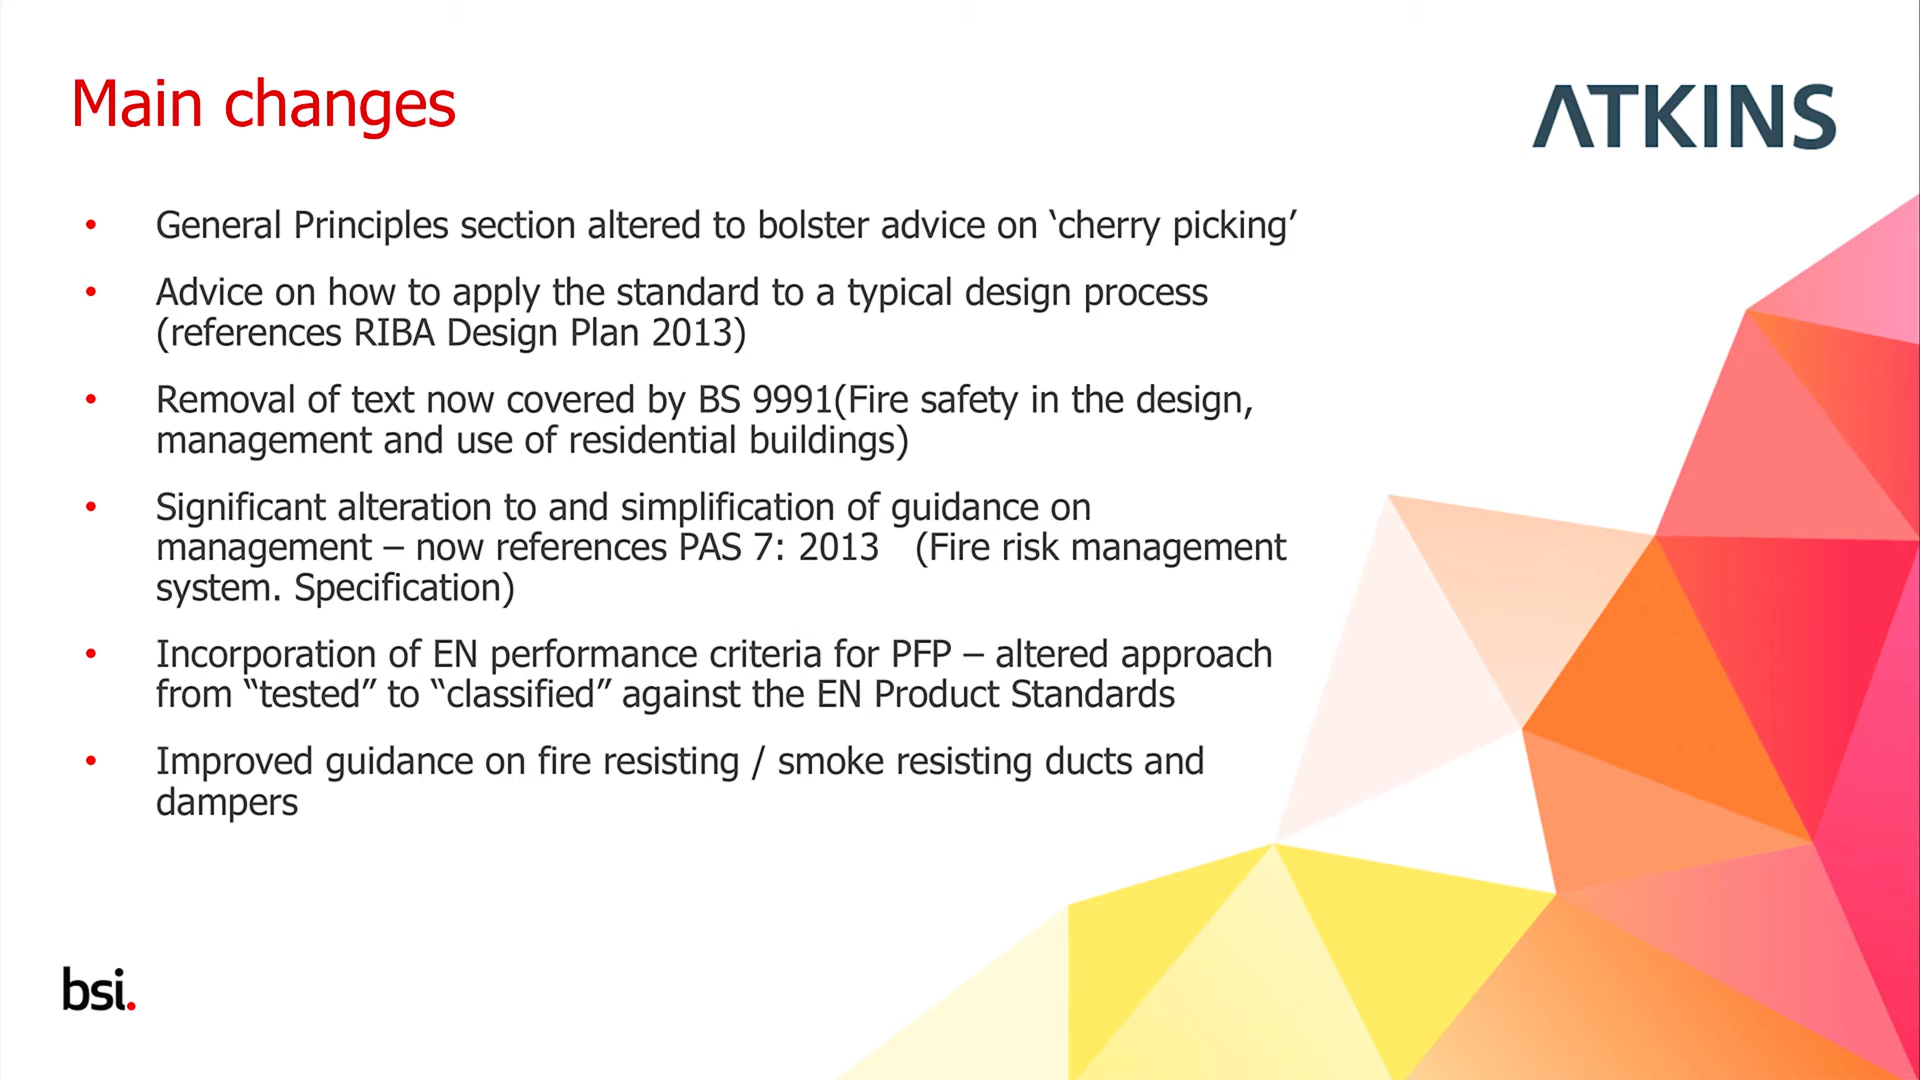 Main changes
ATKINS
• General Principles section altered to bolster advice on ‘cherry picking’
• Advice on how to apply the standard to a typical design process
(references RIBA Design Plan 2013)
• Removal of text now covered by BS 9991(Fire safety in the design,
management and use of residential buildings)
• Significant alteration to and simplification of guidance on
management – now references PAS 7: 2013 (Fire risk management
system. Specification)
• Incorporation of EN performance criteria for PFP – altered approach
from “tested” to “classified” against the EN Product Standards
• Improved guidance on fire resisting / smoke resisting ducts and
dampers
bsi.